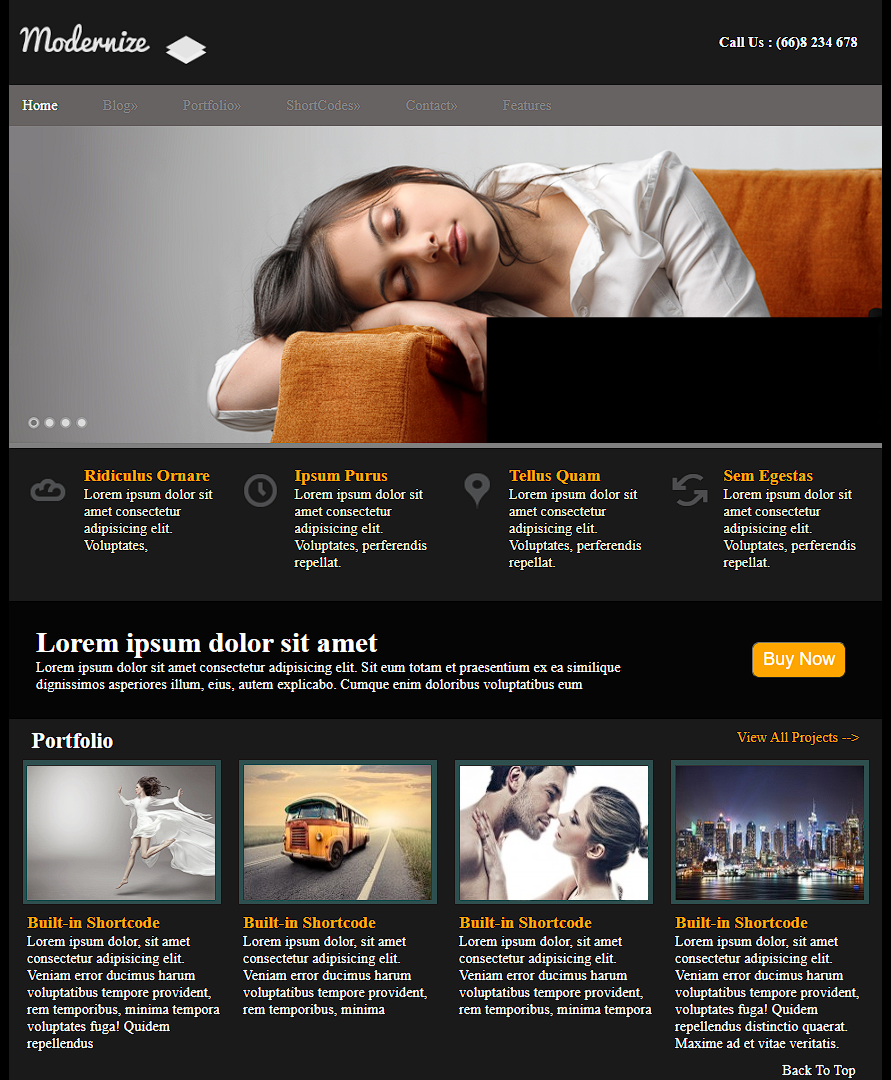 Modernize
Call Us : (66)8 234 678
Home Blog» Portfolio» ShortCodes» Contact» Features
Ridiculus Ornare
Lorem ipsum dolor sit
amet consectetur
adipisicing elit.
Voluptates,
Ipsum Purus
Lorem ipsum dolor sit
amet consectetur
adipisicing elit.
Voluptates, perferendis
repellat.
Tellus Quam
Lorem ipsum dolor sit
amet consectetur
adipisicing elit.
Voluptates, perferendis
repellat.
Sem Egestas
Lorem ipsum dolor sit
amet consectetur
adipisicing elit.
Voluptates, perferendis
repellat.
Lorem ipsum dolor sit amet
Lorem ipsum dolor sit amet consectetur adipisicing elit. Sit eum totam et praesentium ex ea similique
dignissimos asperiores illum, eius, autem explicabo. Cumque enim doloribus voluptatibus eum
Buy Now
Portfolio
View All Projects -->
Built-in Shortcode
Lorem ipsum dolor, sit amet
consectetur adipisicing elit.
Veniam error ducimus harum
voluptatibus tempore provident,
rem temporibus, minima tempora
voluptates fuga! Quidem
repellendus
Built-in Shortcode
Lorem ipsum dolor, sit amet
consectetur adipisicing elit.
Veniam error ducimus harum
voluptatibus tempore provident,
rem temporibus, minima
Built-in Shortcode
Lorem ipsum dolor, sit amet
consectetur adipisicing elit.
Veniam error ducimus harum
voluptatibus tempore provident,
rem temporibus, minima tempora
Built-in Shortcode
Lorem ipsum dolor, sit amet
consectetur adipisicing elit.
Veniam error ducimus harum
voluptatibus tempore provident,
voluptates fuga! Quidem
repellendus distinctio quaerat.
Maxime ad et vitae veritatis.
Back To Top